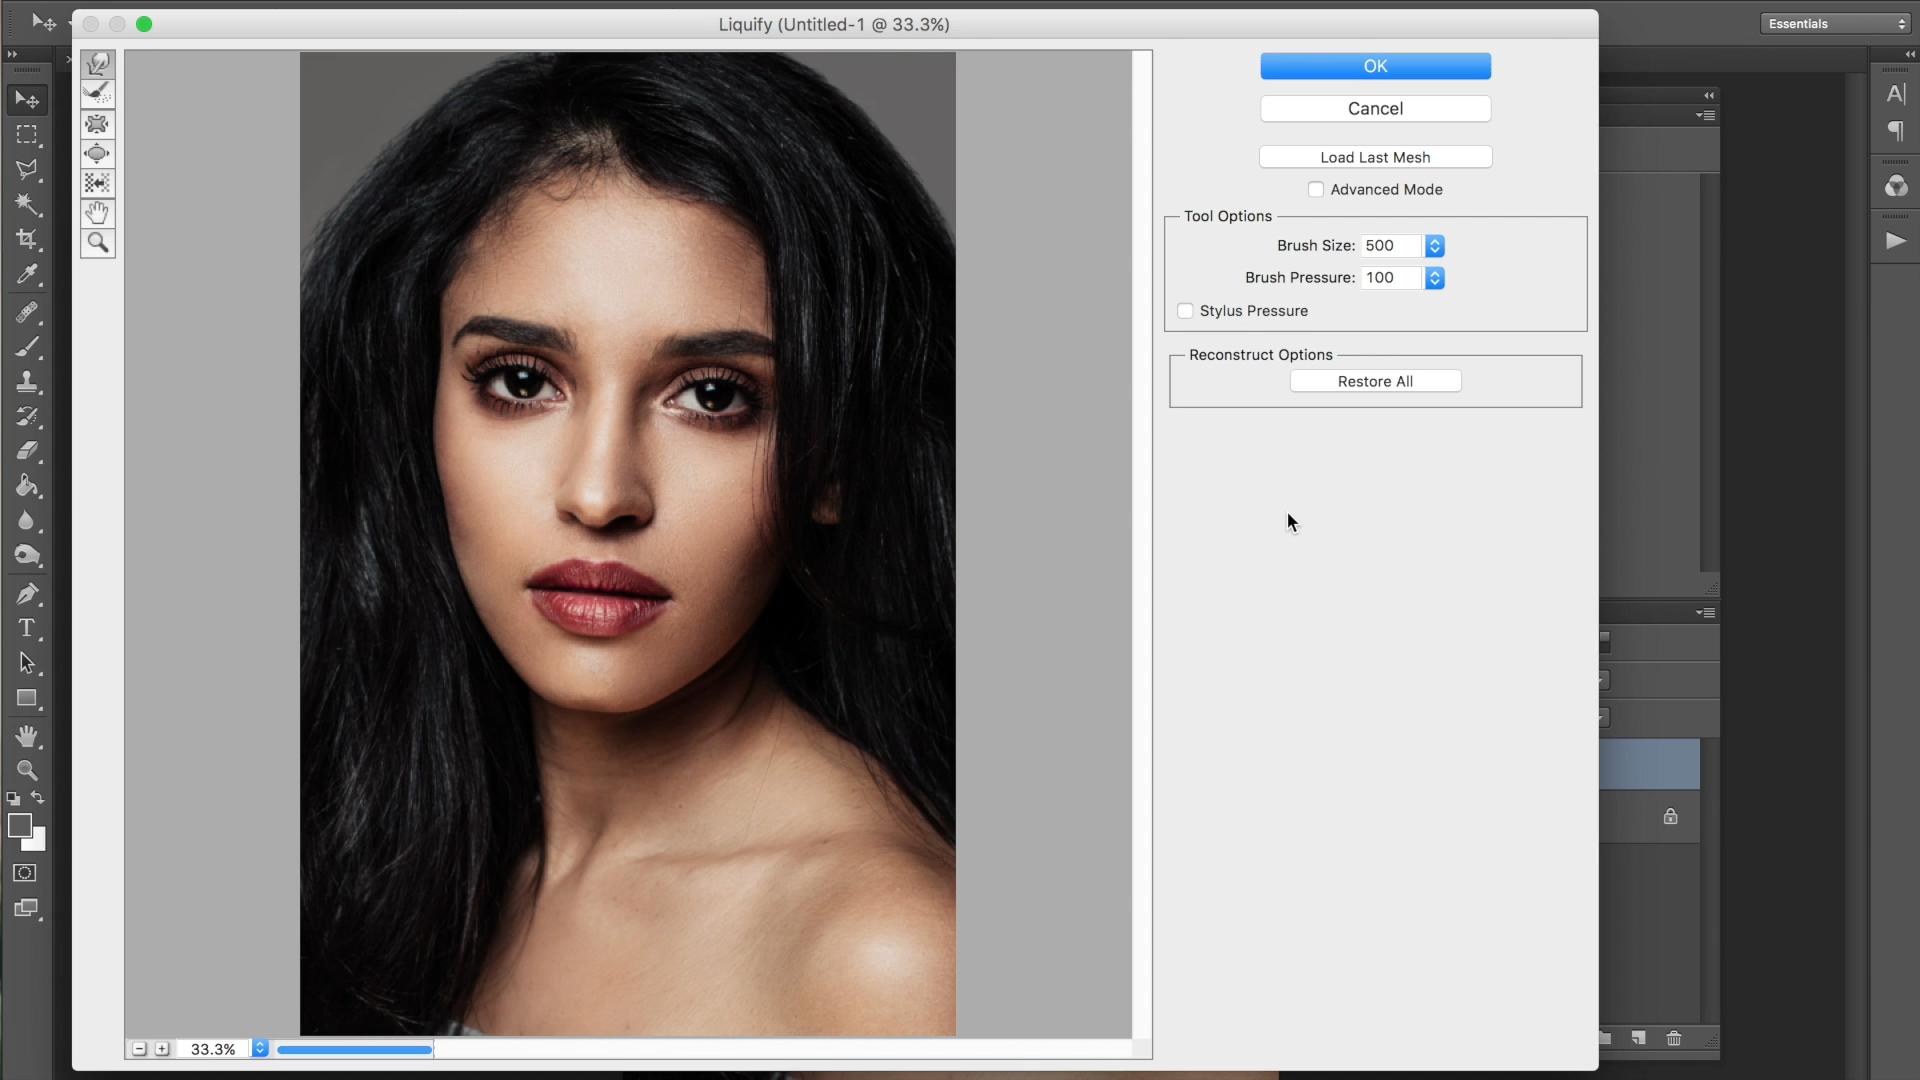 Liquify (Untitled-1 @ 33.3%)
Essentials
OK
Cancel
Load Last Mesh
Advanced Mode
Tool Options
Brush Size: 500
Brush Pressure: 100
Stylus Pressure
Reconstruct Options
Restore All
33.3%